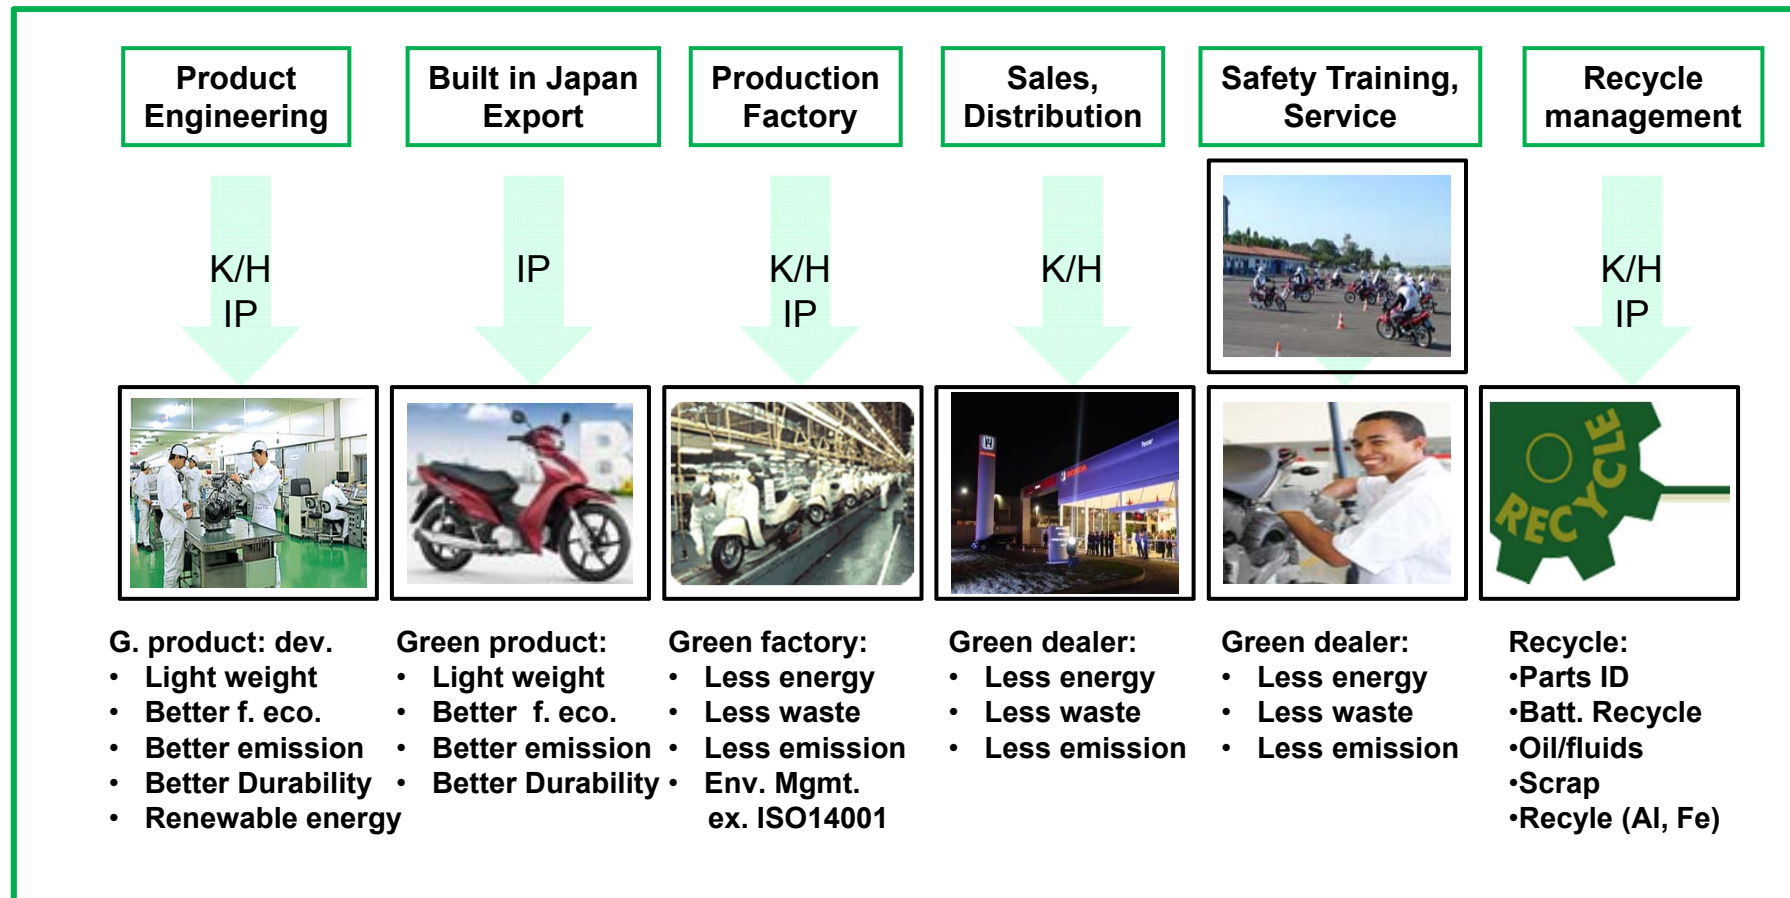 Product
Engineering
Built in Japan
Export
Production
Factory
Sales,
Distribution
Safety Training,
Service
Recycle
management
K/H
IP
IP
K/H
IP
K/H
K/H
IP
HONDA
RECYCLE
G. product: dev.
• Light weight
• Better f. eco.
• Better emission
• Better Durability
• Renewable energy
Green product:
• Light weight
• Better f. eco.
• Better emission
• Better Durability
Green factory:
• Less energy
• Less waste
• Less emission
• Env. Mgmt.
ex. ISO14001
Green dealer:
• Less energy
• Less waste
• Less emission
Green dealer:
• Less energy
• Less waste
• Less emission
Recycle:
•Parts ID
•Batt. Recycle
•Oil/fluids
•Scrap
•Recyle (Al, Fe)